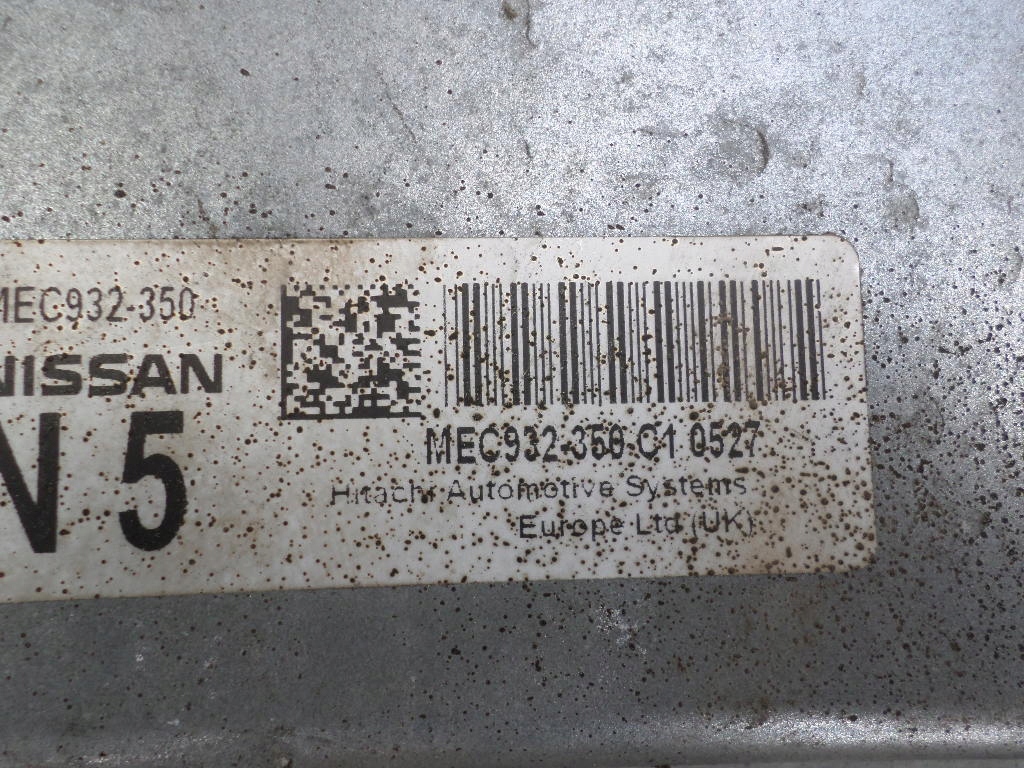 MEC932-350
NISSAN
N 5
MEC932-350 C1 0527
Hitachi Automotive Systems
Europe Ltd (UK)